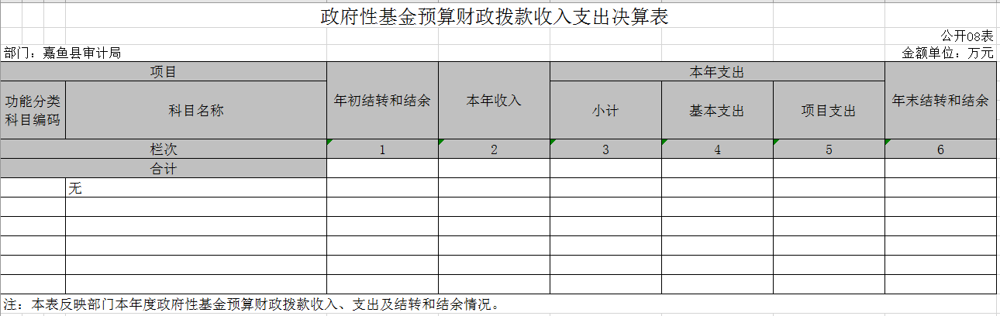 政府性基金预算财政拨款收入支出决算表
公开08表
部门：嘉鱼县审计局 金额单位：万元
项目 年初结转和结余 本年收入 本年支出 年末结转和结余
功能分类
科目编码
科目名称 小计 基本支出 项目支出
栏次 1 2 3 4 5 6
合计
无
注：本表反映部门本年度政府性基金预算财政拨款收入、支出及结转和结余情况。